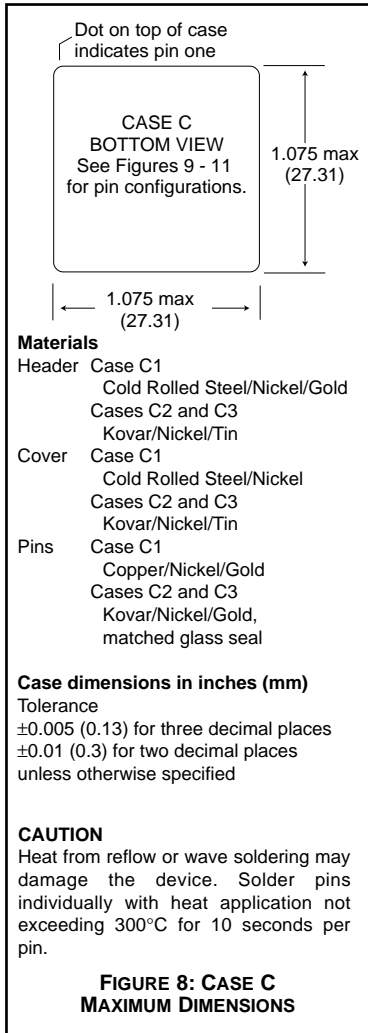 Dot on top of case
indicates pin one
CASE C
BOTTOM VIEW
See Figures 9 - 11
for pin configurations.
1.075 max
(27.31)
1.075 max
(27.31)
Materials
Header Case C1
Cold Rolled Steel/Nickel/Gold
Cases C2 and C3
Kovar/Nickel/Tin
Cover Case C1
Cold Rolled Steel/Nickel
Cases C2 and C3
Kovar/Nickel/Tin
Pins Case C1
Copper/Nickel/Gold
Cases C2 and C3
Kovar/Nickel/Gold,
matched glass seal
Case dimensions in inches (mm)
Tolerance
±0.005 (0.13) for three decimal places
±0.01 (0.3) for two decimal places
unless otherwise specified
CAUTION
Heat from reflow or wave soldering may
damage the device. Solder pins
individually with heat application not
exceeding 300°C for 10 seconds per
pin.
FIGURE 8: CASE C
MAXIMUM DIMENSIONS